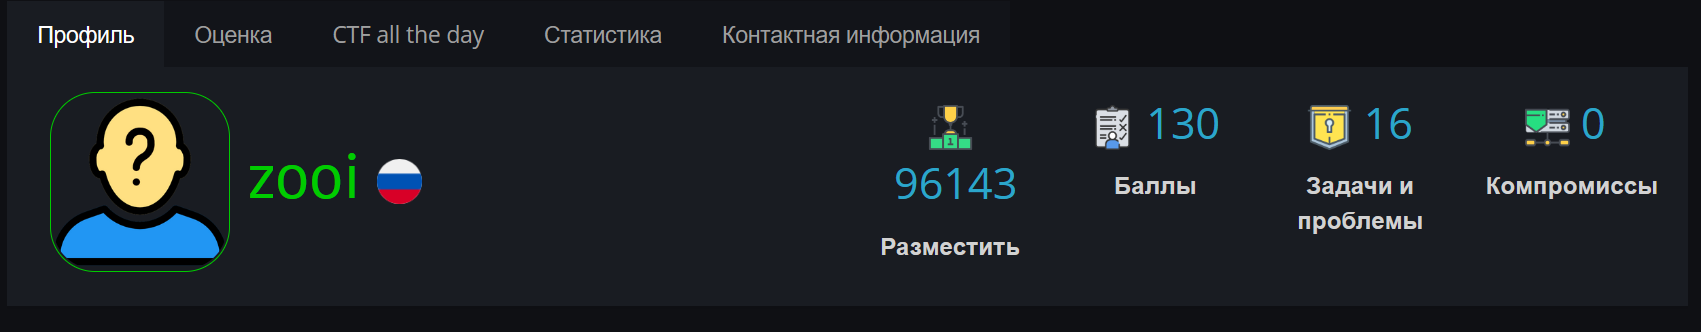 Профиль Оценка CTF all the day Статистика Контактная информация
?
zooi
1
96143
Разместить
130
Баллы
16
Задачи и
проблемы
0
Компромиссы